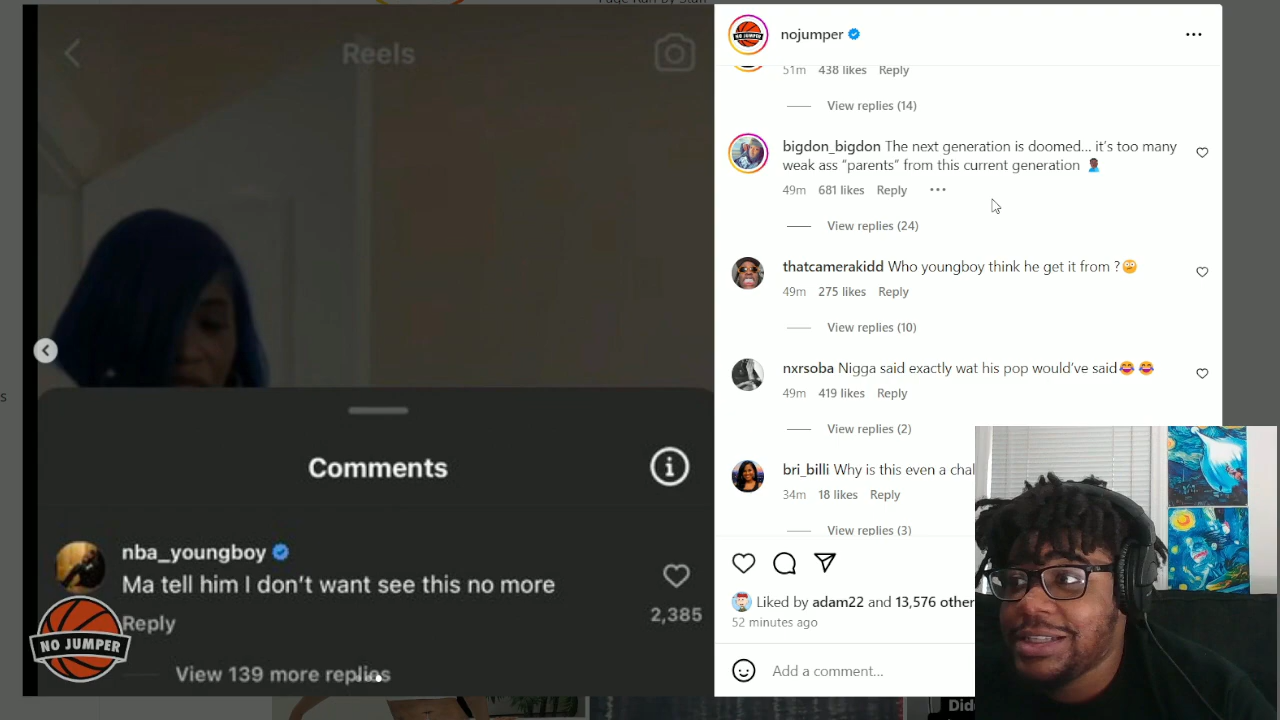 Reels
nojumper
51m 438 likes Reply
View replies (14)
bigdon_bigdon The next generation is doomed... it's too many
weak ass “parents” from this current generation
49m 681 likes Reply
View replies (24)
thatcamerakidd Who youngboy think he get it from ?
49m 275 likes Reply
View replies (10)
nxrsoba Nigga said exactly wat his pop would've said
49m 419 likes Reply
View replies (2)
bri_billi Why is this even a chal
34m 18 likes Reply
View replies (3)
Liked by adam22 and 13,576 other
52 minutes ago
Add a comment...
Comments
nba_youngboy
Ma tell him I don't want see this no more
Reply
2,385
View 139 more replies
NO JUMPER
NO JUMPER
Did